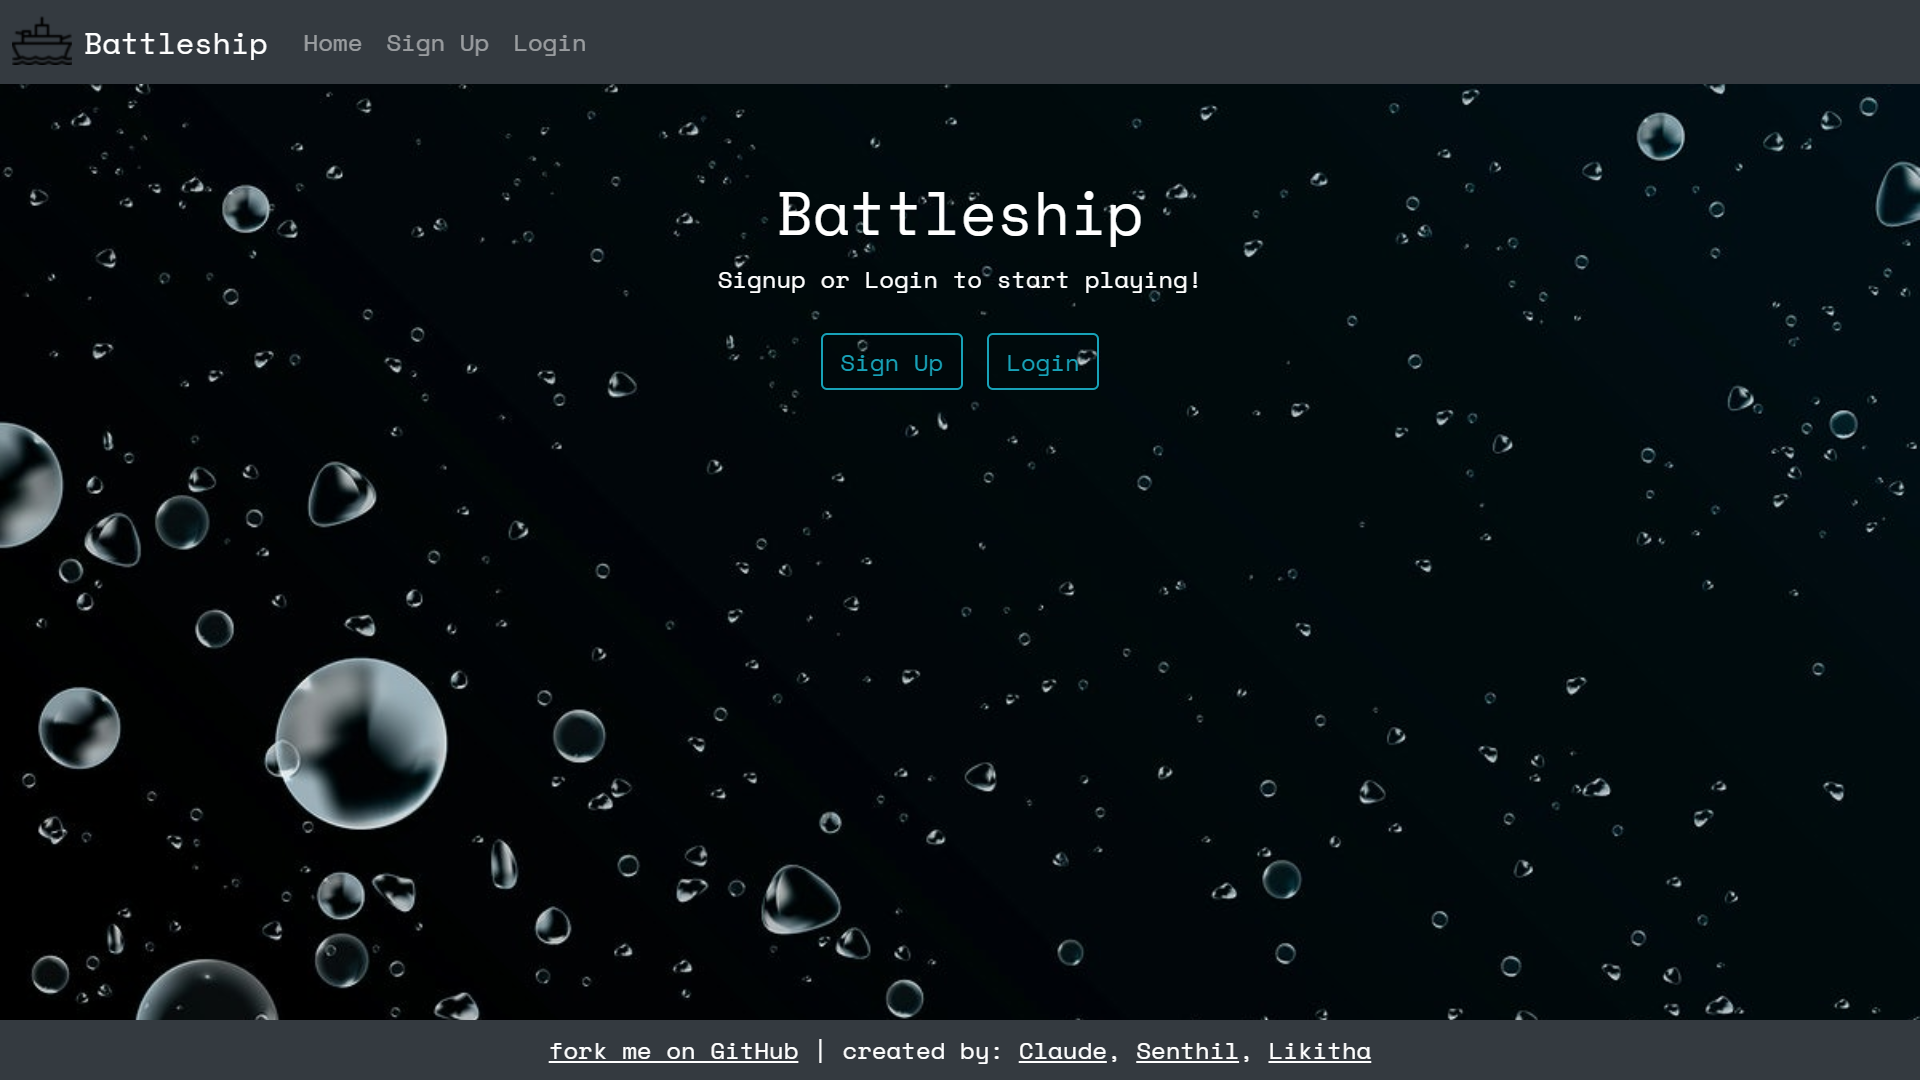 Battleship Home Sign Up Login
Battleship
Signup or Login to start playing!
Sign Up Login
fork me on GitHub | created by: Claude, Senthil, Likitha